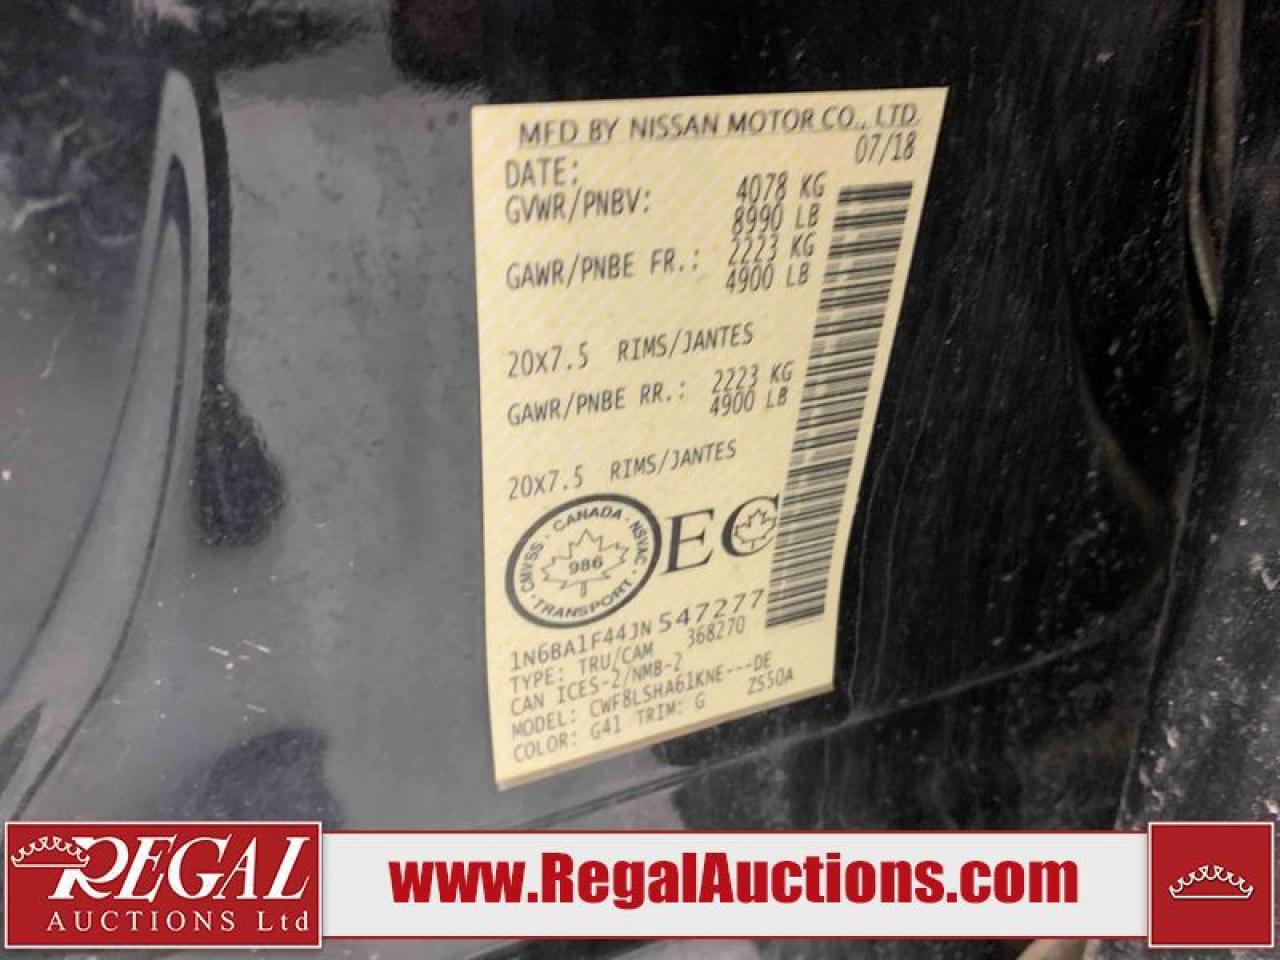 MFD BY NISSAN MOTOR CO., LTD.
DATE: 07/18
GVWR/PNBV: 4078 KG
8990 LB
GAWR/PNBE FR.: 2223 KG
4900 LB
20X7.5 RIMS/JANTES
GAWR/PNBE RR.: 2223 KG
4900 LB
20X7.5 RIMS/JANTES
CANADA · NSVAC · TRANSPORT · CMVSS ·
986
EC
1N6BA1F44JN547277
TYPE: TRU/CAM 368270
CAN ICES-2/NMB-2
MODEL: CWF8LSHA61KNE---DE
COLOR: G41 TRIM: G ZS50A
REGAL
AUCTIONS Ltd
www.RegalAuctions.com